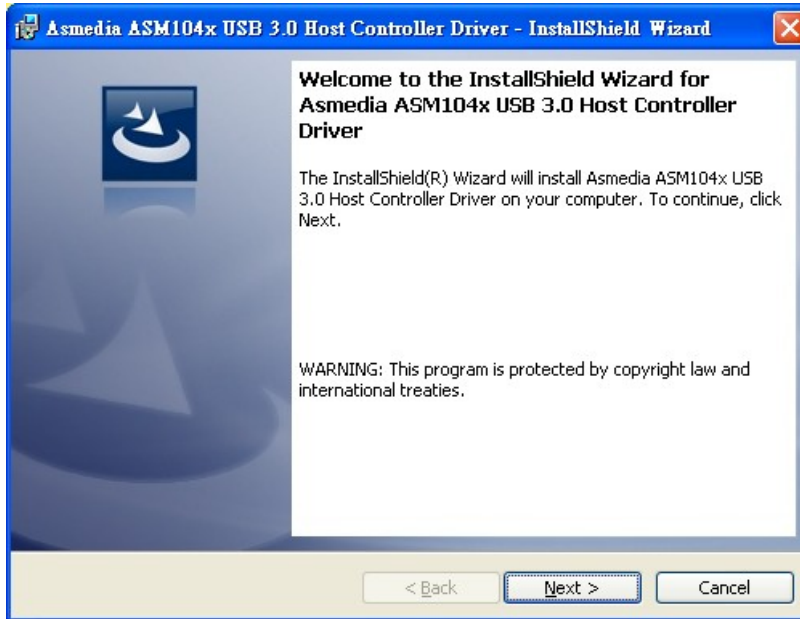 Asmedia ASM104x USB 3.0 Host Controller Driver - InstallShield Wizard
Welcome to the InstallShield Wizard for
Asmedia ASM104x USB 3.0 Host Controller
Driver
The InstallShield(R) Wizard will install Asmedia ASM104x USB
3.0 Host Controller Driver on your computer. To continue, click
Next.
WARNING: This program is protected by copyright law and
international treaties.
< Back
Next >
Cancel